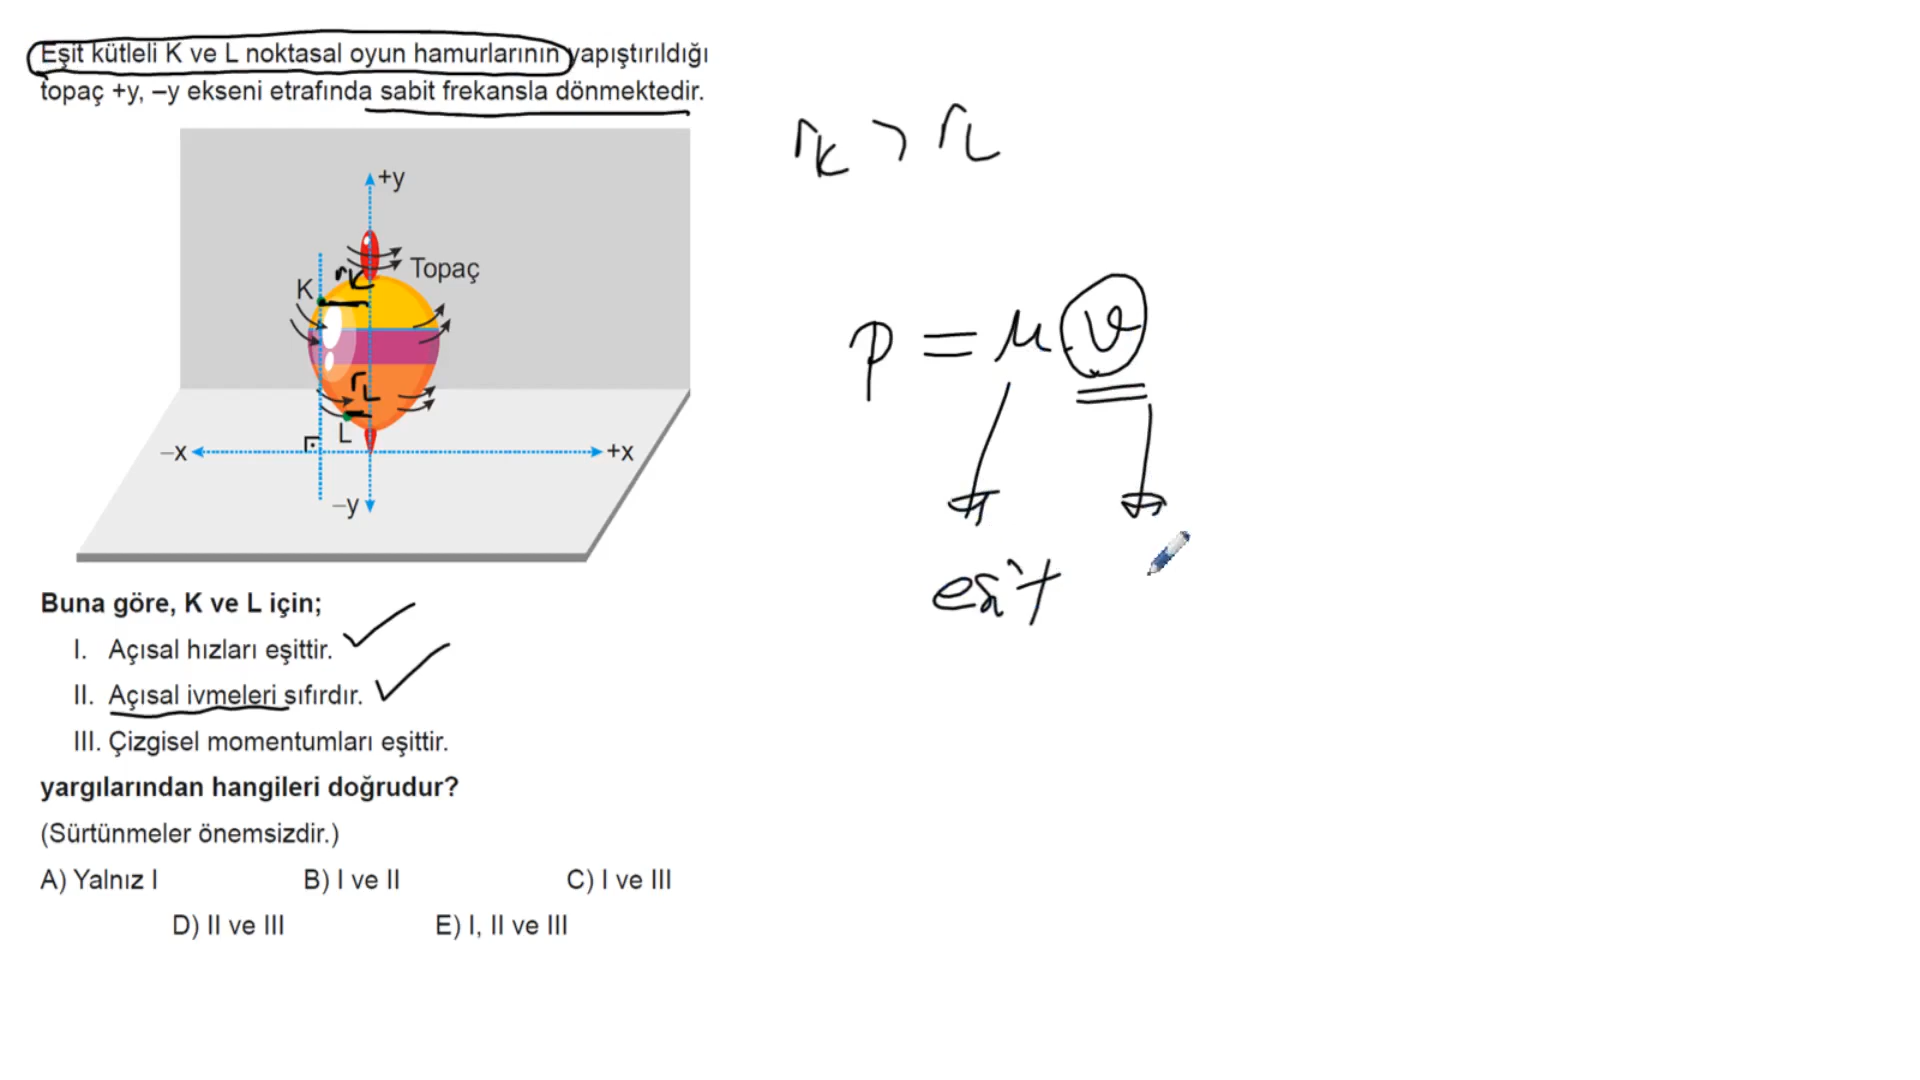 Eşit kütleli K ve L noktasal oyun hamurlarının yapıştırıldığı
topaç +y, –y ekseni etrafında sabit frekansla dönmektedir.
rK > rL
+y
Topaç
K
rK
P = m v
rL
L
–x
+x
–y
eşit
Buna göre, K ve L için;
I. Açısal hızları eşittir.
II. Açısal ivmeleri sıfırdır.
III. Çizgisel momentumları eşittir.
yargılarından hangileri doğrudur?
(Sürtünmeler önemsizdir.)
A) Yalnız I B) I ve II C) I ve III
D) II ve III E) I, II ve III